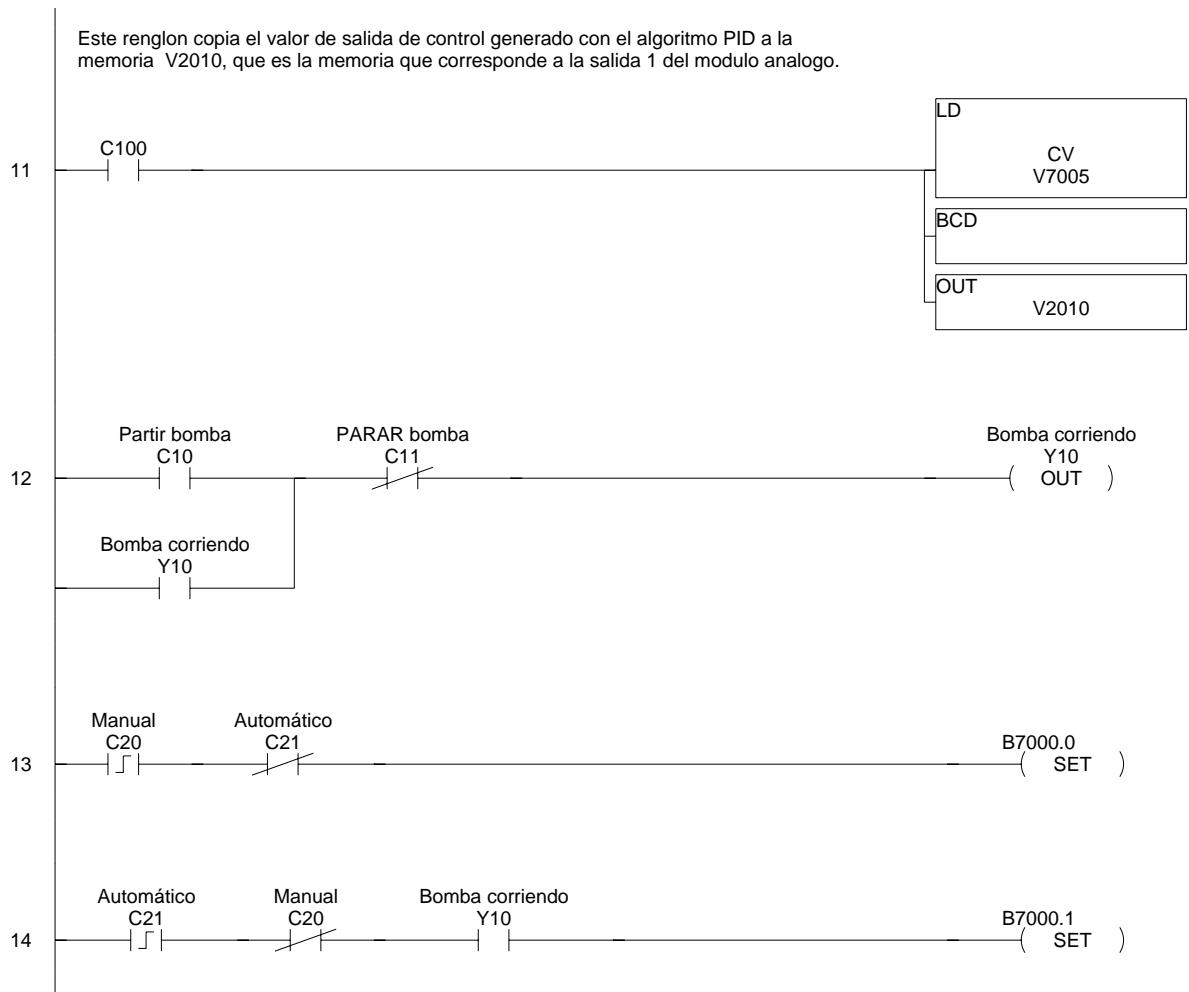 Este renglon copia el valor de salida de control generado con el algoritmo PID a la
memoria V2010, que es la memoria que corresponde a la salida 1 del modulo analogo.
11
C100
LD
CV
V7005
BCD
OUT
V2010
12
Partir bomba
C10
PARAR bomba
C11
Bomba corriendo
Y10
OUT
Bomba corriendo
Y10
13
Manual
C20
Automático
C21
B7000.0
SET
14
Automático
C21
Manual
C20
Bomba corriendo
Y10
B7000.1
SET